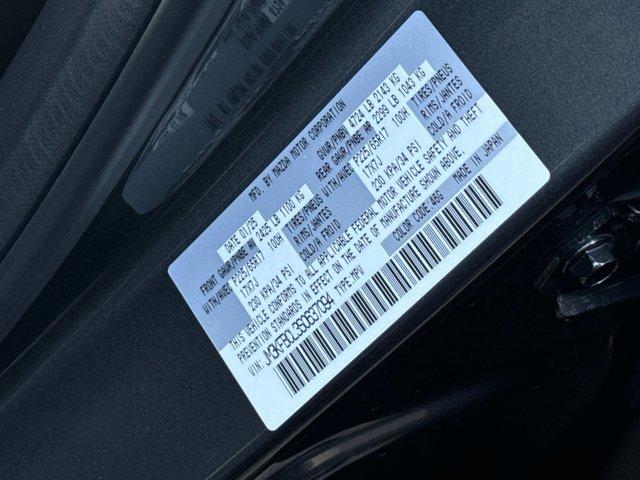 MFD. BY MAZDA MOTOR CORPORATION
DATE 01/25 GVWR/PNBV 4724 LB 2143 KG
FRONT GAWR/PNBE AV 2425 LB 1100 KG REAR GAWR/PNBE AR 2299 LB 1043 KG
WITH/AVEC P225/65R17 100H TIRES/PNEUS WITH/AVEC P225/65R17 100H TIRES/PNEUS
17X7J RIMS/JANTES 17X7J RIMS/JANTES
230 KPA/34 PSI COLD/A FROID 230 KPA/34 PSI COLD/A FROID
THIS VEHICLE CONFORMS TO ALL APPLICABLE FEDERAL MOTOR VEHICLE SAFETY AND THEFT
PREVENTION STANDARDS IN EFFECT ON THE DATE OF MANUFACTURE SHOWN ABOVE.
VIN: TYPE: MPV COLOR CODE: 46G MADE IN JAPAN